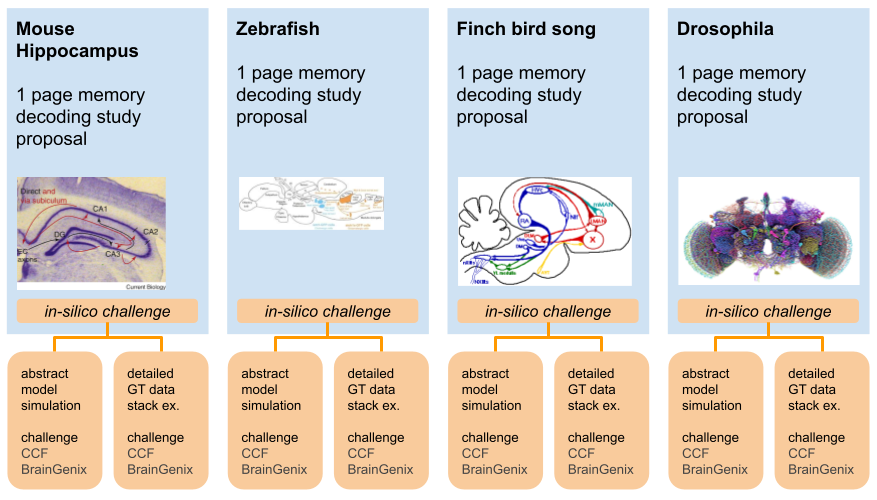 Mouse
Hippocampus
1 page memory
decoding study
proposal
Direct and
via subiculum
CA1
CA2
DG
CA3
EC
axons
Current Biology
in-silico challenge
abstract
model
simulation
challenge
CCF
BrainGenix
detailed
GT data
stack ex.
challenge
CCF
BrainGenix
Zebrafish
1 page memory
decoding study
proposal
in-silico challenge
abstract
model
simulation
challenge
CCF
BrainGenix
detailed
GT data
stack ex.
challenge
CCF
BrainGenix
Finch bird song
1 page memory
decoding study
proposal
RA
X
in-silico challenge
abstract
model
simulation
challenge
CCF
BrainGenix
detailed
GT data
stack ex.
challenge
CCF
BrainGenix
Drosophila
1 page memory
decoding study
proposal
in-silico challenge
abstract
model
simulation
challenge
CCF
BrainGenix
detailed
GT data
stack ex.
challenge
CCF
BrainGenix